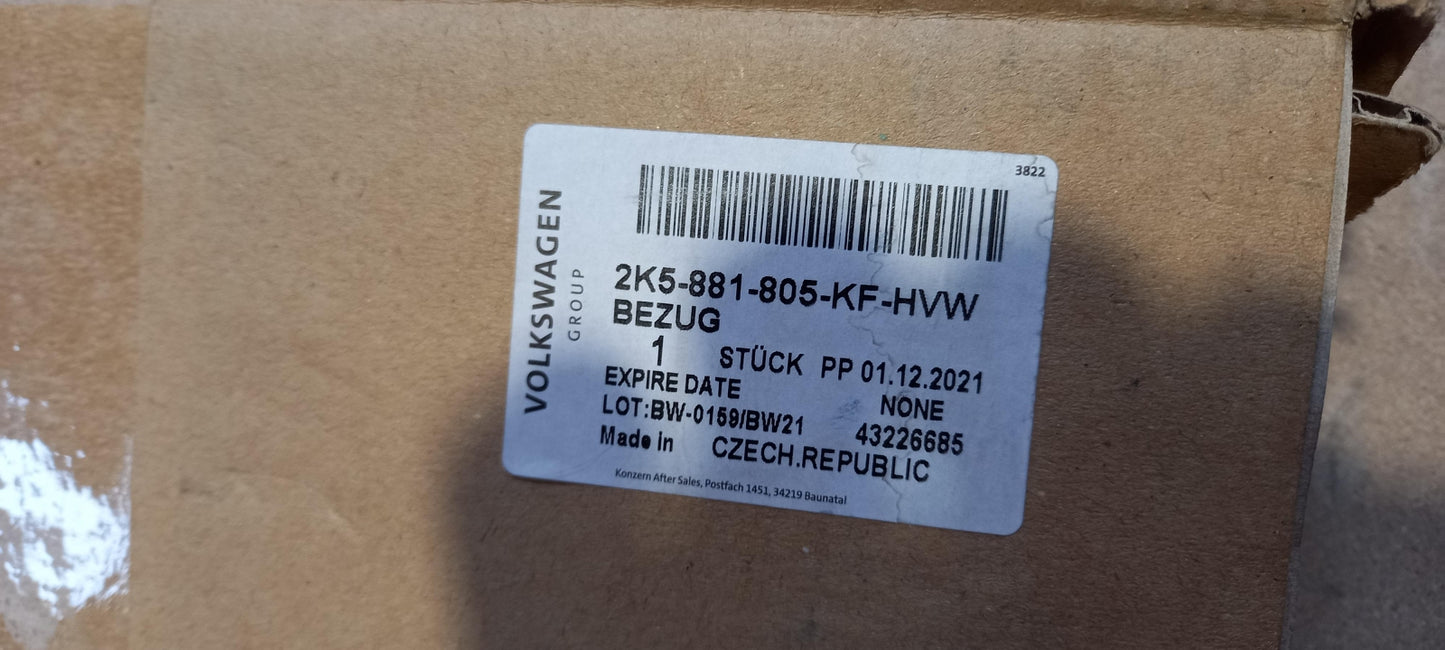 VOLKSWAGEN
GROUP
3822
2K5-881-805-KF-HVW
BEZUG
1 STÜCK PP 01.12.2021
EXPIRE DATE NONE
LOT:BW-0159/BW21 43226685
Made in CZECH.REPUBLIC
Konzern After Sales, Postfach 1451, 34219 Baunatal